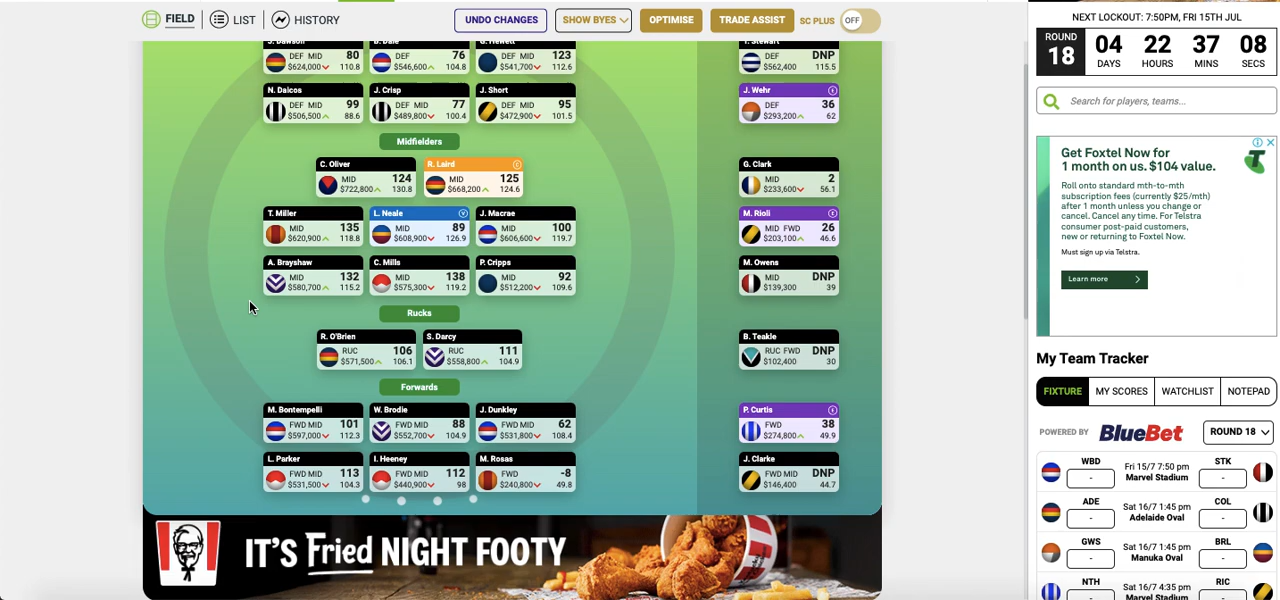 FIELD LIST HISTORY UNDO CHANGES SHOW BYES OPTIMISE TRADE ASSIST SC PLUS OFF
J. Dawson B. Dale G. Hewett T. Stewart
DEF MID 80 DEF 76 DEF MID 123 DEF DNP
$624,000 110.8 $546,600 104.8 $541,700 112.6 $562,400 115.5
N. Daicos J. Crisp J. Short J. Wehr
DEF MID 99 DEF MID 77 DEF MID 95 DEF 36
$506,500 88.6 $489,800 100.4 $472,900 101.5 $293,200 62
Midfielders
C. Oliver R. Laird C G. Clark
MID 124 MID 125 MID 2
$722,800 130.8 $668,200 124.6 $233,600 56.1
T. Miller L. Neale V J. Macrae M. Rioli
MID 135 MID 89 MID 100 MID FWD 26
$620,900 118.8 $608,900 126.9 $606,600 119.7 $203,100 46.6
A. Brayshaw C. Mills P. Cripps M. Owens
MID 132 MID 138 MID 92 MID DNP
$580,700 115.2 $575,300 119.2 $512,200 109.6 $139,300 39
Rucks
R. O'Brien S. Darcy B. Teakle
RUC 106 RUC 111 RUC FWD DNP
$571,500 106.1 $558,800 104.9 $102,400 30
Forwards
M. Bontempelli W. Brodie J. Dunkley P. Curtis
FWD MID 101 FWD MID 88 FWD MID 62 FWD 38
$597,000 112.3 $552,700 104.9 $531,800 108.4 $274,800 49.9
L. Parker I. Heeney M. Rosas J. Clarke
FWD MID 113 FWD MID 112 FWD -8 FWD MID DNP
$531,500 104.3 $440,900 98 $240,800 49.8 $146,400 44.7
KFC
IT'S Fried NIGHT FOOTY
NEXT LOCKOUT: 7:50PM, FRI 15TH JUL
ROUND 18 04 22 37 08
DAYS HOURS MINS SECS
Search for players, teams...
Get Foxtel Now for
1 month on us. $104 value.
Roll onto standard mth-to-mth
subscription fees (currently $25/mth)
after 1 month unless you change or
cancel. Cancel any time. For Telstra
consumer post-paid customers,
new or returning to Foxtel Now.
Must sign up via Telstra.
Learn more
My Team Tracker
FIXTURE MY SCORES WATCHLIST NOTEPAD
POWERED BY BlueBet ROUND 18
WBD Fri 15/7 7:50 pm STK
- Marvel Stadium -
ADE Sat 16/7 1:45 pm COL
- Adelaide Oval -
GWS Sat 16/7 1:45 pm BRL
- Manuka Oval -
NTH Sat 16/7 4:35 pm RIC
Marvel Stadium